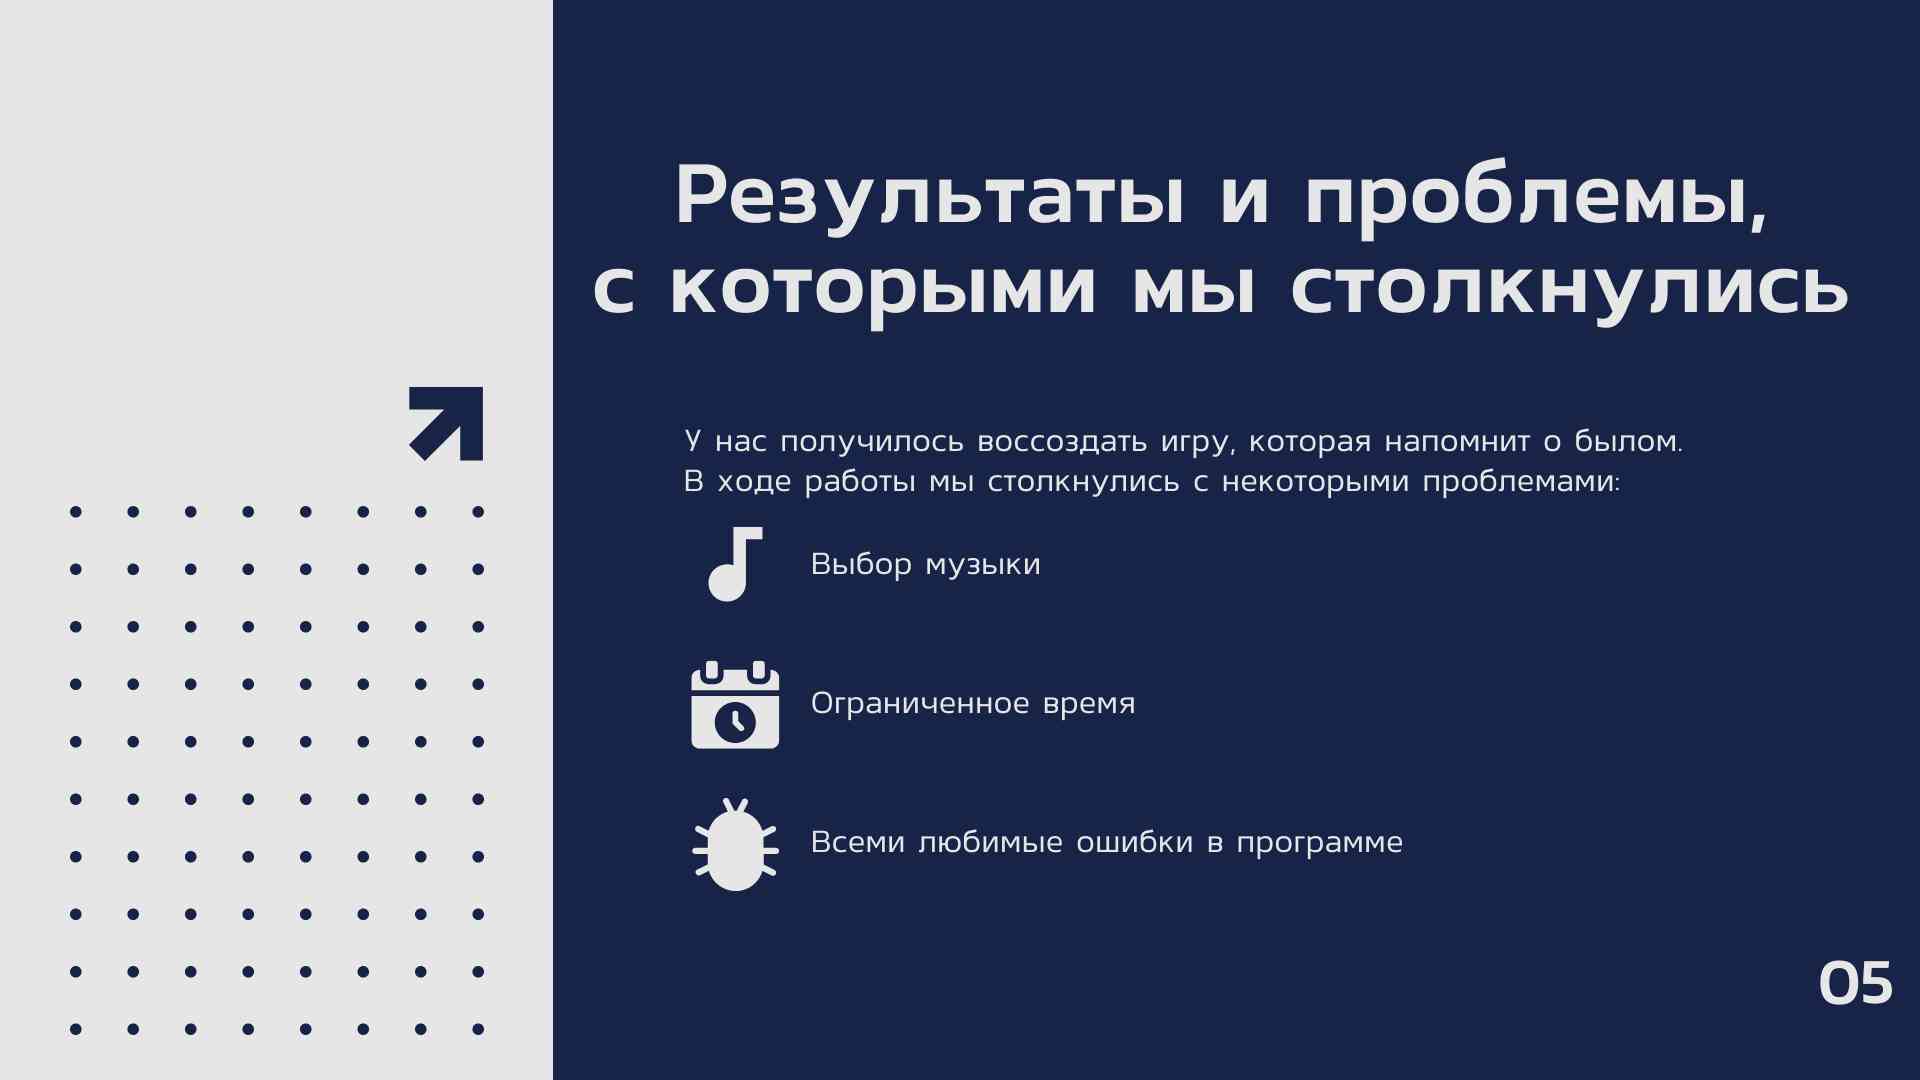 Результаты и проблемы,
с которыми мы столкнулись
У нас получилось воссоздать игру, которая напомнит о былом.
В ходе работы мы столкнулись с некоторыми проблемами:
Выбор музыки
Ограниченное время
Всеми любимые ошибки в программе
05